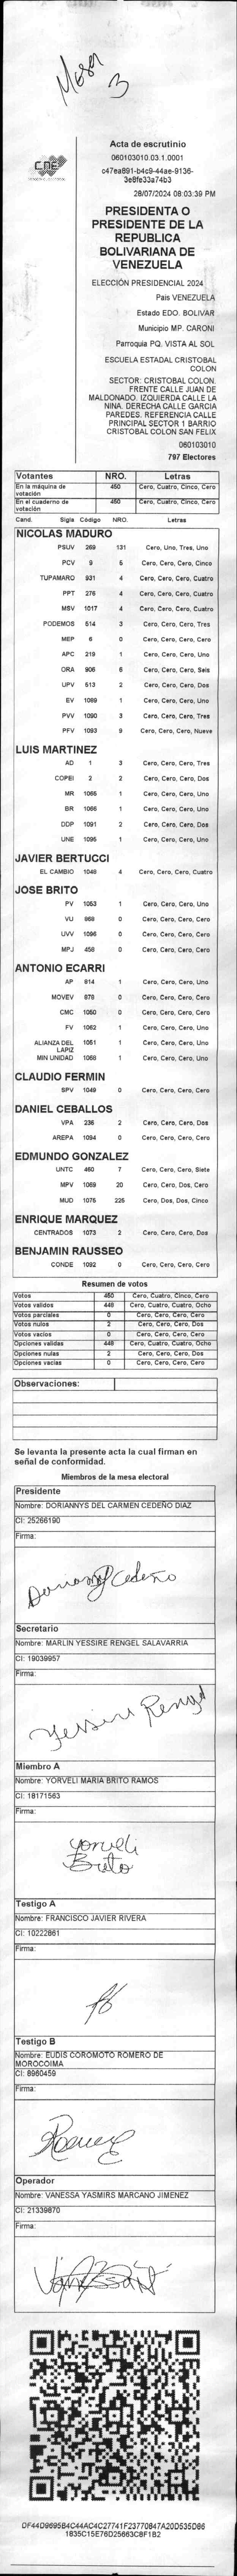 Mesa
3
CNE
Acta de escrutinio
060103010.03.1.0001
c47ea891-b4c9-44ae-9136-
3e8fe33a74b3
28/07/2024 08:03:39 PM
PRESIDENTA O
PRESIDENTE DE LA
REPUBLICA
BOLIVARIANA DE
VENEZUELA
ELECCIÓN PRESIDENCIAL 2024
Pais VENEZUELA
Estado EDO. BOLIVAR
Municipio MP. CARONI
Parroquia PQ. VISTA AL SOL
ESCUELA ESTADAL CRISTOBAL
COLON
SECTOR: CRISTOBAL COLON.
FRENTE CALLE JUAN DE
MALDONADO. IZQUIERDA CALLE LA
NINA. DERECHA CALLE GARCIA
PAREDES. REFERENCIA CALLE
PRINCIPAL SECTOR 1 BARRIO
CRISTOBAL COLON SAN FELIX
060103010
797 Electores
Votantes NRO. Letras
En la máquina de votación 450 Cero, Cuatro, Cinco, Cero
En el cuaderno de votación 450 Cero, Cuatro, Cinco, Cero
Cand. Sigla Código NRO. Letras
NICOLAS MADURO
PSUV 269 131 Cero, Uno, Tres, Uno
PCV 9 5 Cero, Cero, Cero, Cinco
TUPAMARO 931 4 Cero, Cero, Cero, Cuatro
PPT 276 4 Cero, Cero, Cero, Cuatro
MSV 1017 4 Cero, Cero, Cero, Cuatro
PODEMOS 514 3 Cero, Cero, Cero, Tres
MEP 6 0 Cero, Cero, Cero, Cero
APC 219 1 Cero, Cero, Cero, Uno
ORA 906 6 Cero, Cero, Cero, Seis
UPV 513 2 Cero, Cero, Cero, Dos
EV 1089 1 Cero, Cero, Cero, Uno
PVV 1090 3 Cero, Cero, Cero, Tres
PFV 1093 9 Cero, Cero, Cero, Nueve
LUIS MARTINEZ
AD 1 3 Cero, Cero, Cero, Tres
COPEI 2 2 Cero, Cero, Cero, Dos
MR 1065 1 Cero, Cero, Cero, Uno
BR 1066 1 Cero, Cero, Cero, Uno
DDP 1091 2 Cero, Cero, Cero, Dos
UNE 1095 1 Cero, Cero, Cero, Uno
JAVIER BERTUCCI
EL CAMBIO 1048 4 Cero, Cero, Cero, Cuatro
JOSE BRITO
PV 1053 1 Cero, Cero, Cero, Uno
VU 868 0 Cero, Cero, Cero, Cero
UVV 1096 0 Cero, Cero, Cero, Cero
MPJ 458 0 Cero, Cero, Cero, Cero
ANTONIO ECARRI
AP 814 1 Cero, Cero, Cero, Uno
MOVEV 878 0 Cero, Cero, Cero, Cero
CMC 1050 0 Cero, Cero, Cero, Cero
FV 1062 1 Cero, Cero, Cero, Uno
ALIANZA DEL LAPIZ 1051 1 Cero, Cero, Cero, Uno
MIN UNIDAD 1068 1 Cero, Cero, Cero, Uno
CLAUDIO FERMIN
SPV 1049 0 Cero, Cero, Cero, Cero
DANIEL CEBALLOS
VPA 236 2 Cero, Cero, Cero, Dos
AREPA 1094 0 Cero, Cero, Cero, Cero
EDMUNDO GONZALEZ
UNTC 460 7 Cero, Cero, Cero, Siete
MPV 1069 20 Cero, Cero, Dos, Cero
MUD 1075 225 Cero, Dos, Dos, Cinco
ENRIQUE MARQUEZ
CENTRADOS 1073 2 Cero, Cero, Cero, Dos
BENJAMIN RAUSSEO
CONDE 1092 0 Cero, Cero, Cero, Cero
Resumen de votos
Votos 450 Cero, Cuatro, Cinco, Cero
Votos validos 448 Cero, Cuatro, Cuatro, Ocho
Votos parciales 0 Cero, Cero, Cero, Cero
Votos nulos 2 Cero, Cero, Cero, Dos
Votos vacios 0 Cero, Cero, Cero, Cero
Opciones validas 448 Cero, Cuatro, Cuatro, Ocho
Opciones nulas 2 Cero, Cero, Cero, Dos
Opciones vacias 0 Cero, Cero, Cero, Cero
Observaciones:
Se levanta la presente acta la cual firman en
señal de conformidad.
Miembros de la mesa electoral
Presidente
Nombre: DORIANNYS DEL CARMEN CEDEÑO DIAZ
CI: 25266190
Firma:
Doriannys Cedeño
Secretario
Nombre: MARLIN YESSIRE RENGEL SALAVARRIA
CI: 19039957
Firma:
Yessire Rengel
Miembro A
Nombre: YORVELI MARIA BRITO RAMOS
CI: 18171563
Firma:
Yorveli
Brito
Testigo A
Nombre: FRANCISCO JAVIER RIVERA
CI: 10222861
Firma:
Testigo B
Nombre: EUDIS COROMOTO ROMERO DE
MOROCOIMA
CI: 8960459
Firma:
Operador
Nombre: VANESSA YASMIRS MARCANO JIMENEZ
CI: 21339870
Firma:
DF44D9695B4C44AC4C27741F23770847A20D535D86
1835C15E76D25663C8F1B2